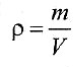 ρ = m/V